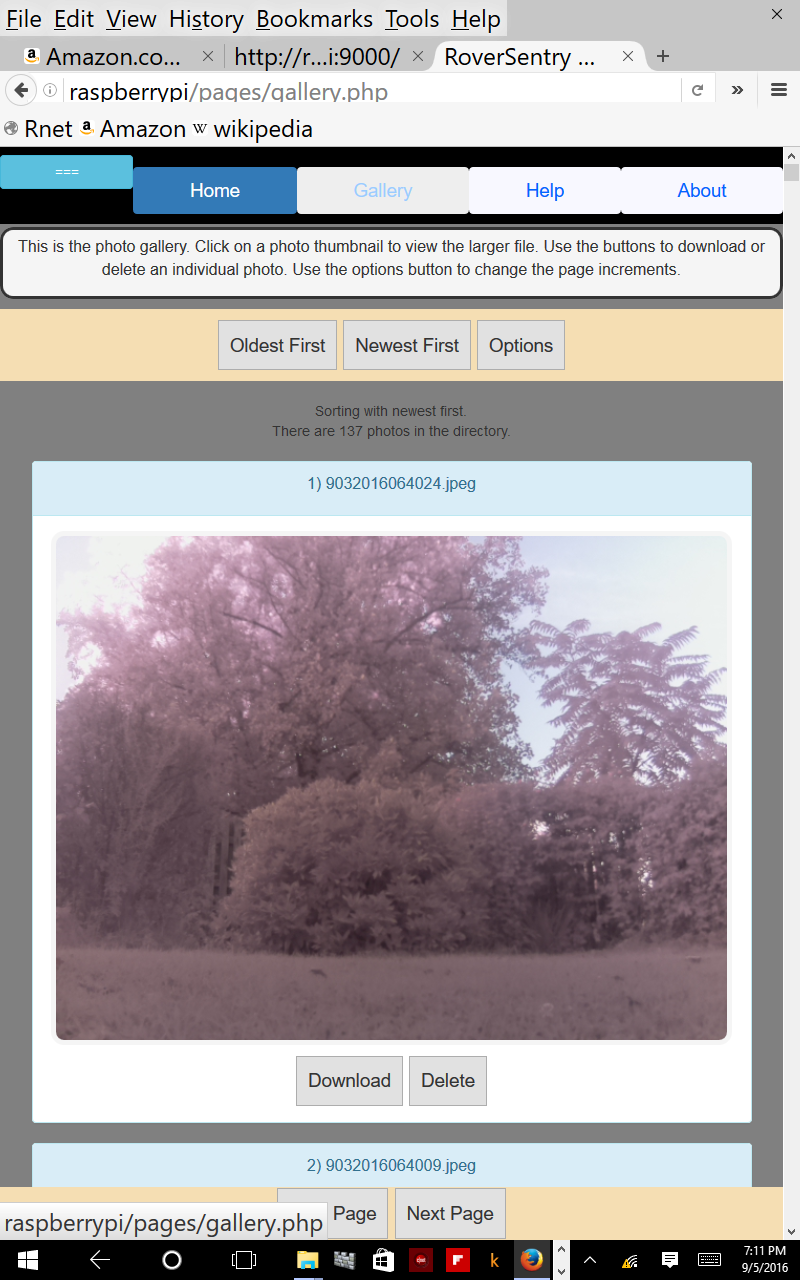 File Edit View History Bookmarks Tools Help
Amazon.co... http://r...i:9000/ RoverSentry ...
raspberrypi/pages/gallery.php
Rnet Amazon wikipedia
===
Home Gallery Help About
This is the photo gallery. Click on a photo thumbnail to view the larger file. Use the buttons to download or
delete an individual photo. Use the options button to change the page increments.
Oldest First Newest First Options
Sorting with newest first.
There are 137 photos in the directory.
1) 9032016064024.jpeg
Download Delete
2) 9032016064009.jpeg
Page Next Page
raspberrypi/pages/gallery.php
7:11 PM
9/5/2016